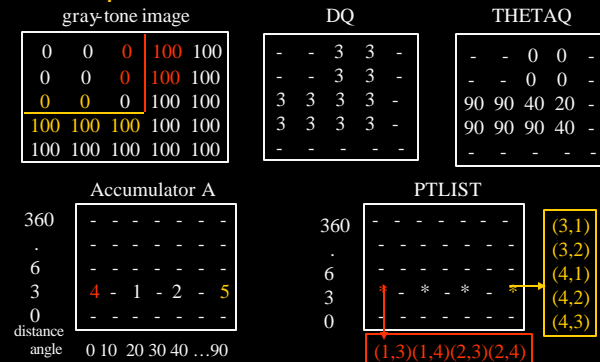 gray-tone image
0 0 0 100 100
0 0 0 100 100
0 0 0 100 100
100 100 100 100 100
100 100 100 100 100
DQ
- - 3 3 -
- - 3 3 -
3 3 3 3 -
3 3 3 3 -
- - - - -
THETAQ
- - 0 0 -
- - 0 0 -
90 90 40 20 -
90 90 90 40 -
- - - - -
Accumulator A
360 - - - - - - -
. - - - - - - -
6 - - - - - - -
3 4 - 1 - 2 - 5
0 - - - - - - -
distance
angle 0 10 20 30 40 …90
PTLIST
360 - - - - - - -
. - - - - - - -
6 - - - - - - -
3 * - * - * - *
0 - - - - - - -
(3,1)
(3,2)
(4,1)
(4,2)
(4,3)
(1,3)(1,4)(2,3)(2,4)